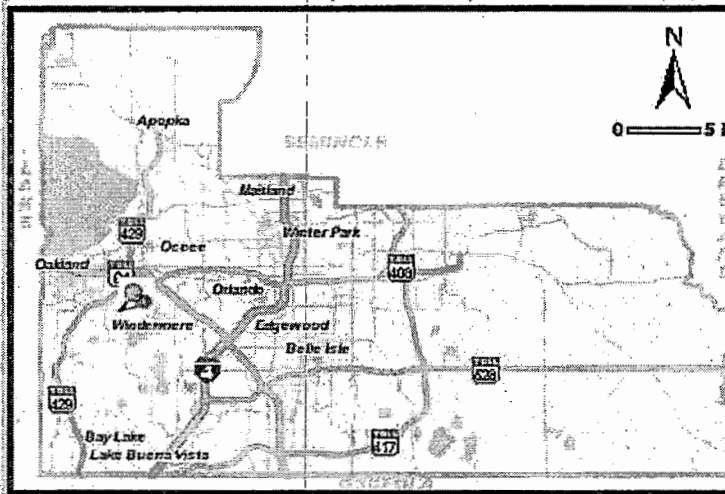 N
0 5
Apopka
SEMINOLE
Maitland
429
Ocoee
Winter Park
Oakland
408
Orlando
Windermere
Edgewood
Belle Isle
4
528
429
Bay Lake
417
Lake Buena Vista